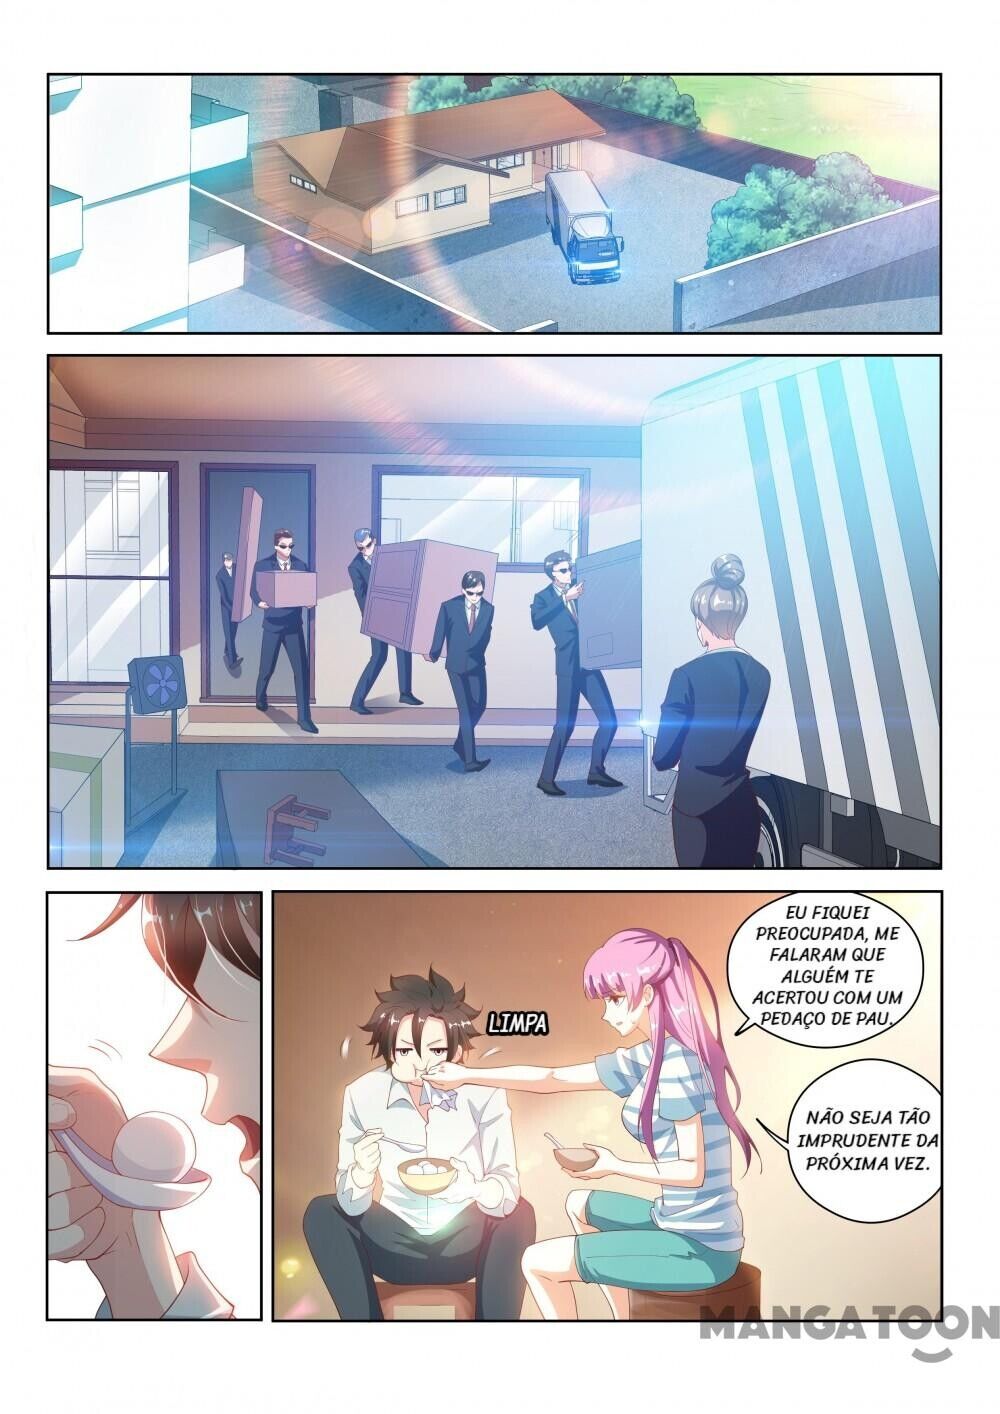 EU FIQUEI
PREOCUPADA, ME
FALARAM QUE
ALGUÉM TE
ACERTOU COM UM
PEDAÇO DE PAU.
LIMPA
NÃO SEJA TÃO
IMPRUDENTE DA
PRÓXIMA VEZ.
MANGATOON